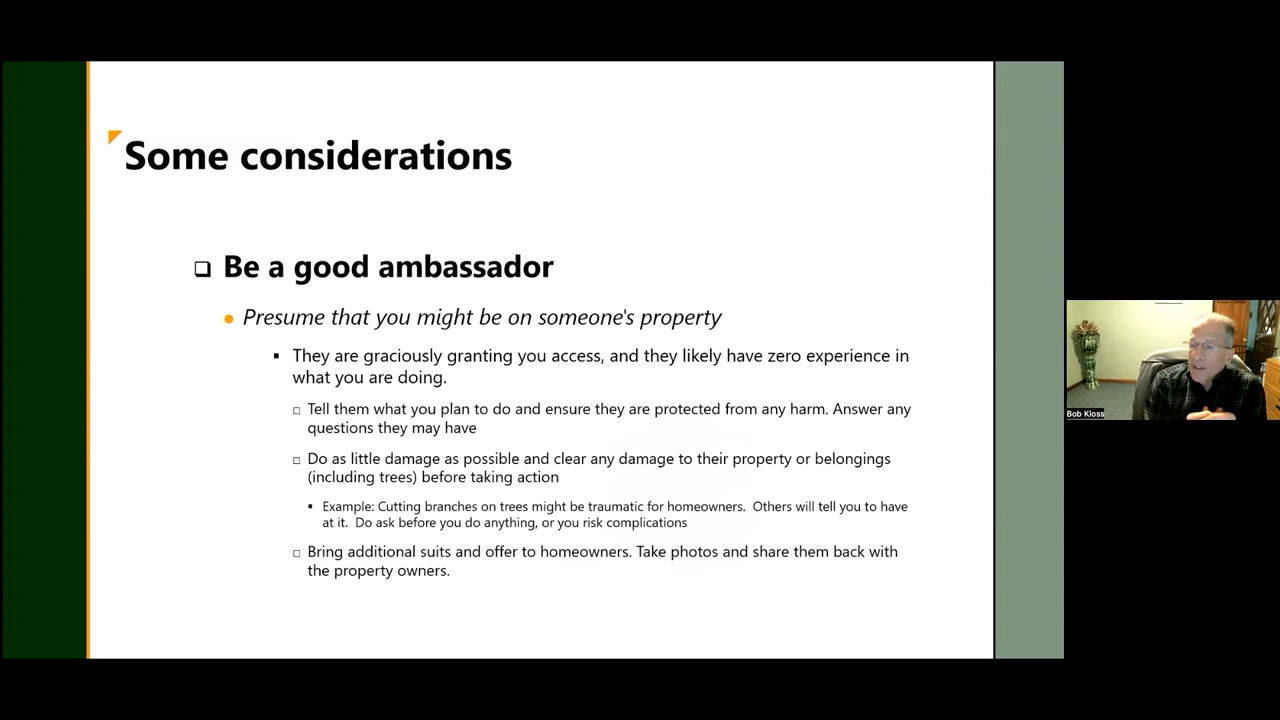 Some considerations
❑ Be a good ambassador
• Presume that you might be on someone's property
▪ They are graciously granting you access, and they likely have zero experience in
what you are doing.
□ Tell them what you plan to do and ensure they are protected from any harm. Answer any
questions they may have
□ Do as little damage as possible and clear any damage to their property or belongings
(including trees) before taking action
▪ Example: Cutting branches on trees might be traumatic for homeowners.  Others will tell you to have
at it.  Do ask before you do anything, or you risk complications
□ Bring additional suits and offer to homeowners. Take photos and share them back with
the property owners.
Bob Kloss